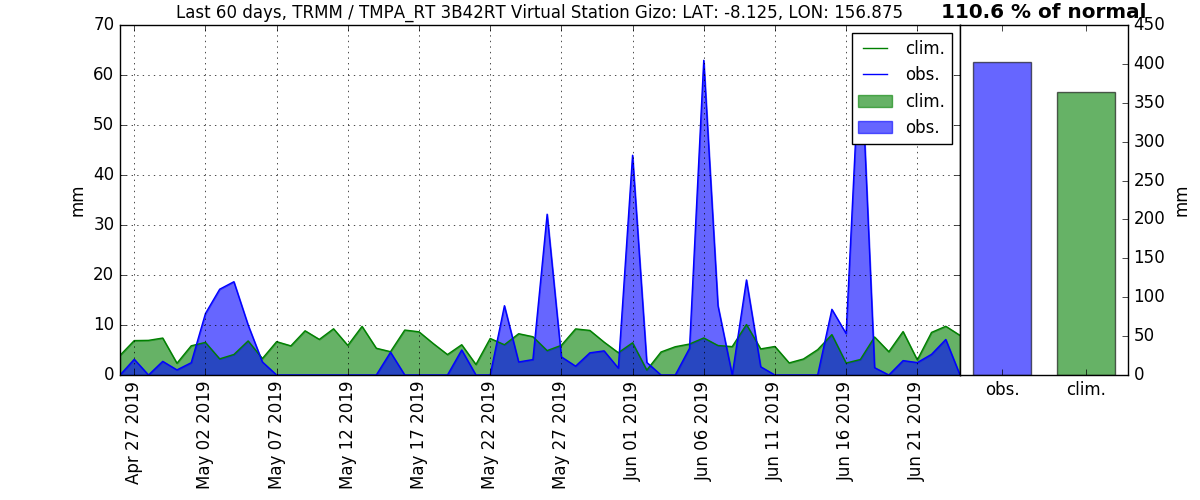 Last 60 days, TRMM / TMPA_RT 3B42RT Virtual Station Gizo: LAT: -8.125, LON: 156.875
110.6 % of normal
70
60
50
40
30
20
10
0
mm
clim.
obs.
clim.
obs.
450
400
350
300
250
200
150
100
50
0
mm
obs.
clim.
Apr 27 2019
May 02 2019
May 07 2019
May 12 2019
May 17 2019
May 22 2019
May 27 2019
Jun 01 2019
Jun 06 2019
Jun 11 2019
Jun 16 2019
Jun 21 2019